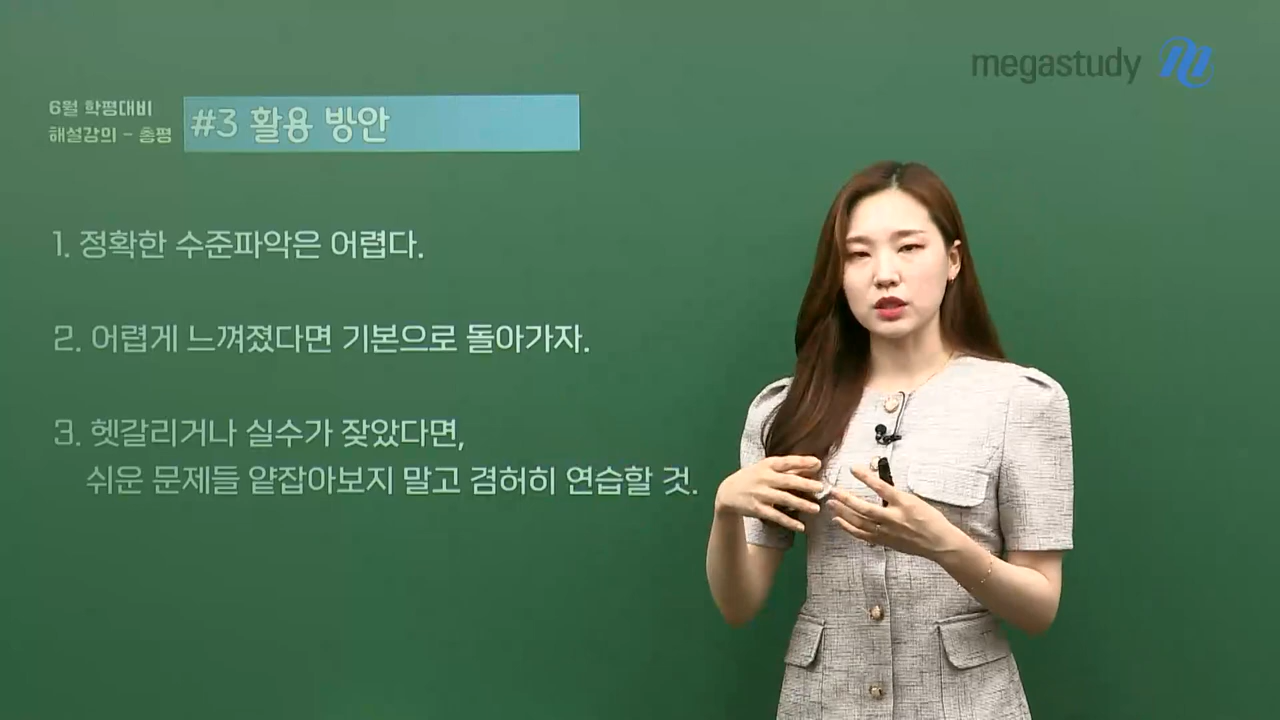 megastudy
6월 학평대비
해설강의 - 총평
#3 활용 방안
1. 정확한 수준파악은 어렵다.
2. 어렵게 느껴졌다면 기본으로 돌아가자.
3. 헷갈리거나 실수가 잦았다면,
쉬운 문제들 얕잡아보지 말고 겸허히 연습할 것.